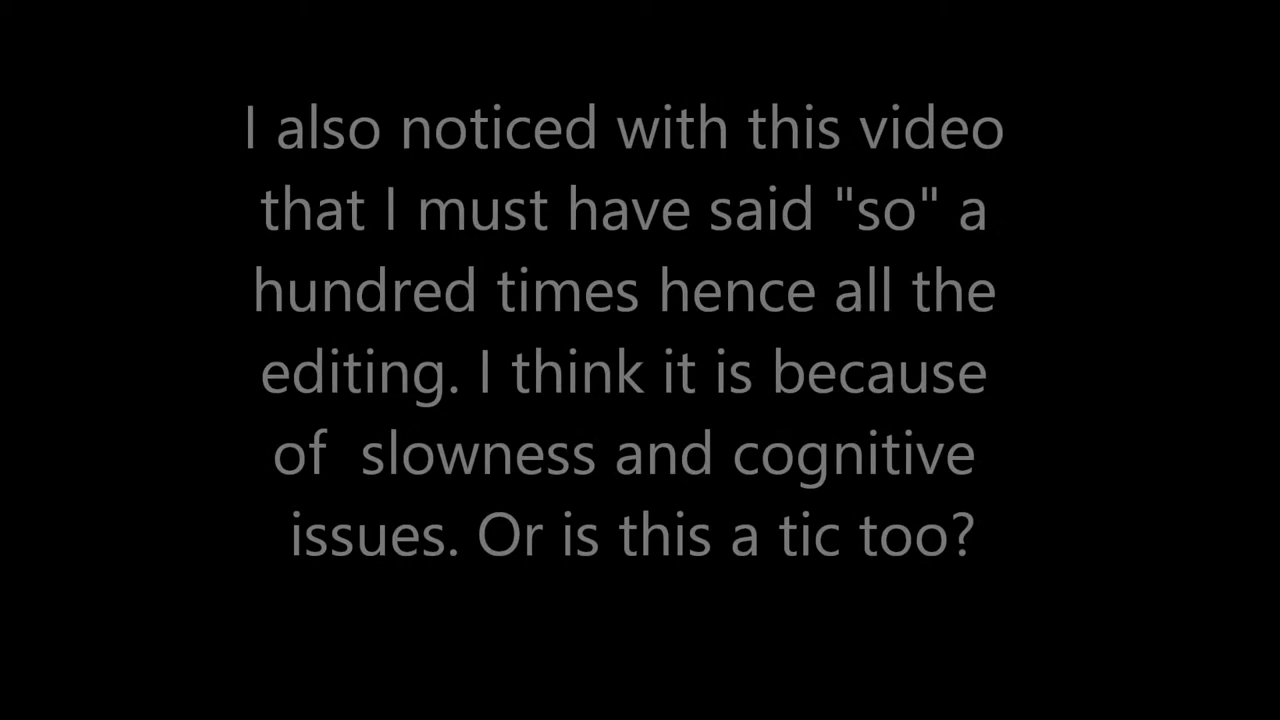 I also noticed with this video
that I must have said "so" a
hundred times hence all the
editing. I think it is because
of  slowness and cognitive
issues. Or is this a tic too?